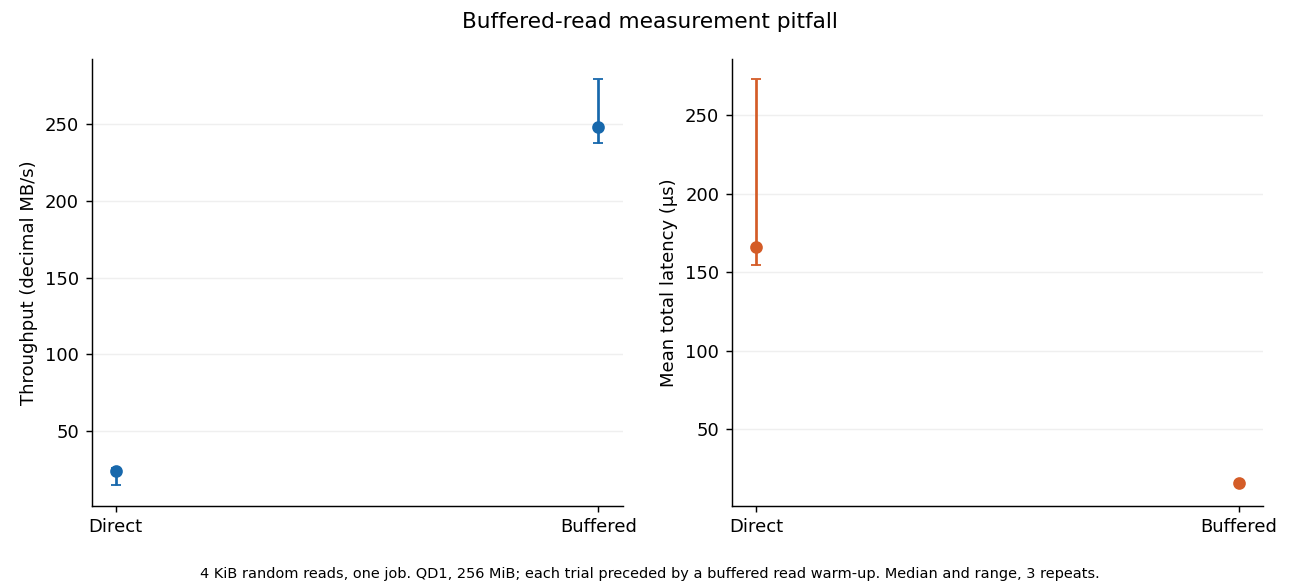 Buffered-read measurement pitfall
Throughput (decimal MB/s)
250
200
150
100
50
Direct
Buffered
Mean total latency (µs)
250
200
150
100
50
Direct
Buffered
4 KiB random reads, one job. QD1, 256 MiB; each trial preceded by a buffered read warm-up. Median and range, 3 repeats.